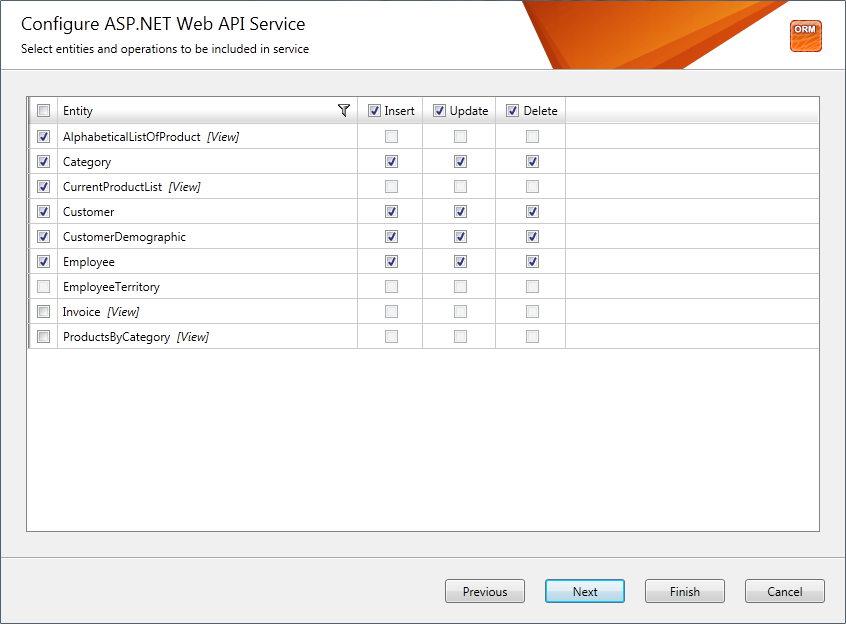 Configure ASP.NET Web API Service
Select entities and operations to be included in service
ORM
Entity Insert Update Delete
AlphabeticalListOfProduct [View]
Category
CurrentProductList [View]
Customer
CustomerDemographic
Employee
EmployeeTerritory
Invoice [View]
ProductsByCategory [View]
Previous Next Finish Cancel